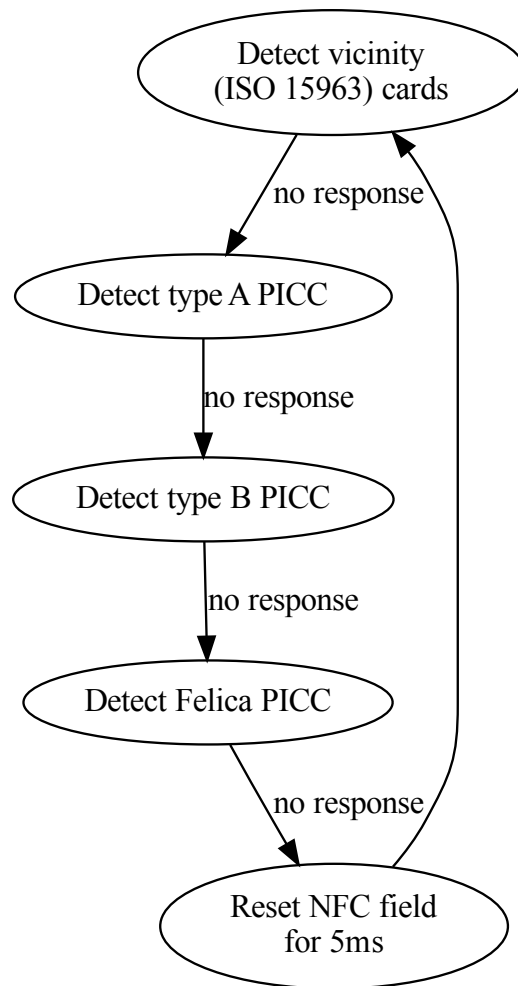 Detect vicinity
(ISO 15963) cards
no response
Detect type A PICC
no response
Detect type B PICC
no response
Detect Felica PICC
no response
Reset NFC field
for 5ms